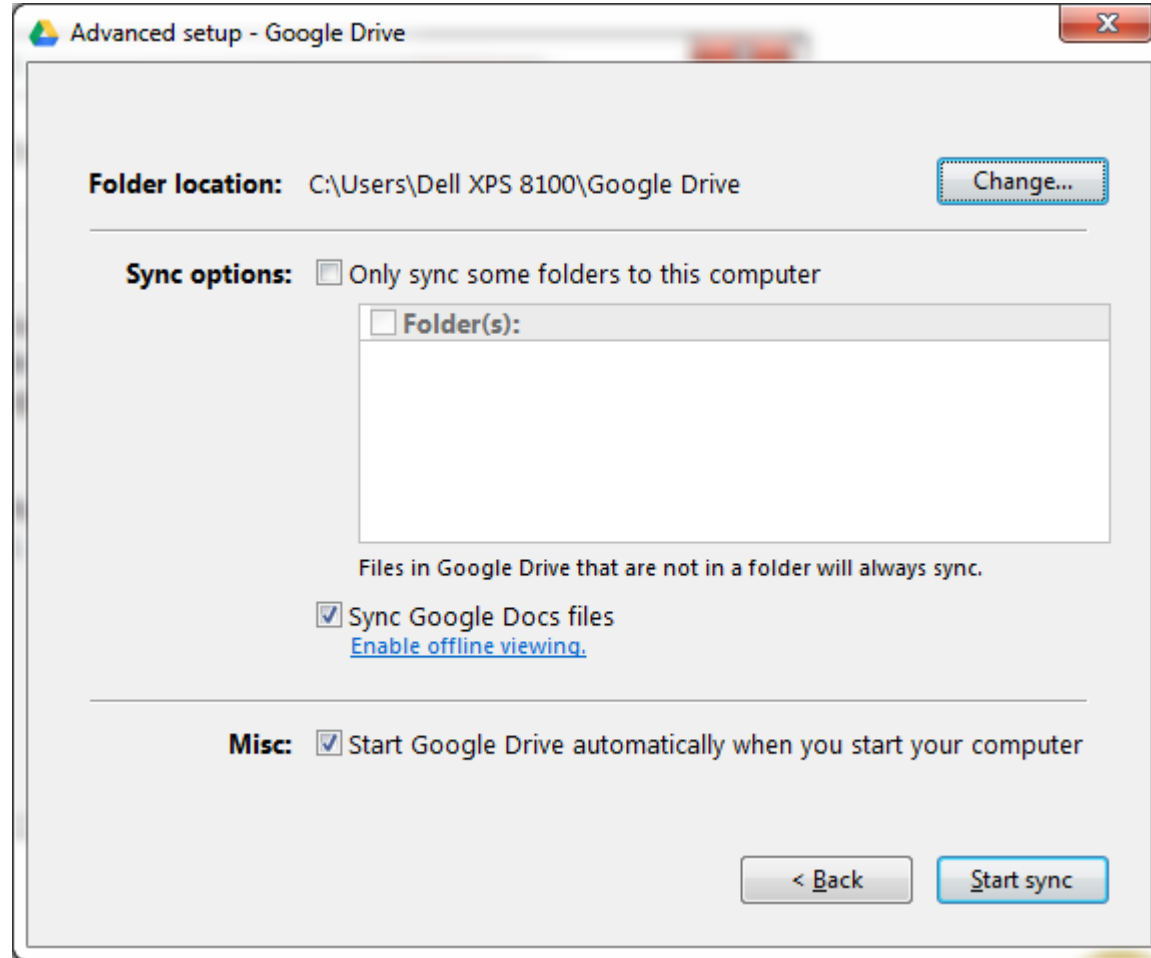 Advanced setup - Google Drive
Folder location: C:\Users\Dell XPS 8100\Google Drive Change...
Sync options: Only sync some folders to this computer
Folder(s):
Files in Google Drive that are not in a folder will always sync.
Sync Google Docs files
Enable offline viewing.
Misc: Start Google Drive automatically when you start your computer
< Back Start sync